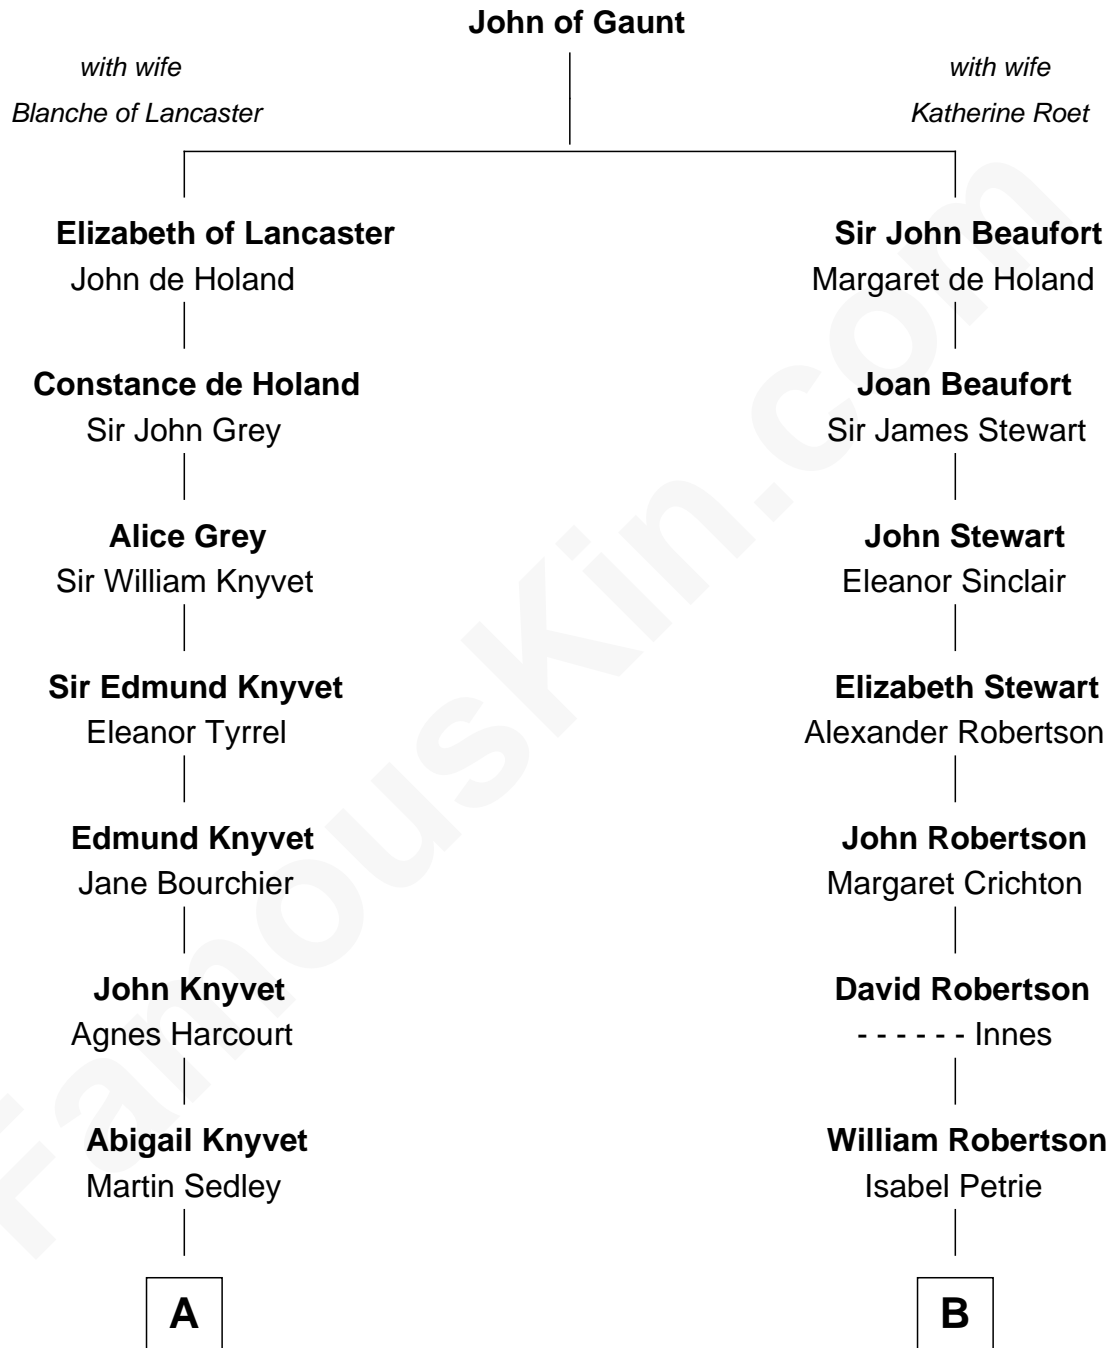 John of Gaunt
with wife
Blanche of Lancaster
with wife
Katherine Roet
Elizabeth of Lancaster
John de Holand
Sir John Beaufort
Margaret de Holand
Constance de Holand
Sir John Grey
Joan Beaufort
Sir James Stewart
Alice Grey
Sir William Knyvet
John Stewart
Eleanor Sinclair
Sir Edmund Knyvet
Eleanor Tyrrel
Elizabeth Stewart
Alexander Robertson
Edmund Knyvet
Jane Bourchier
John Robertson
Margaret Crichton
John Knyvet
Agnes Harcourt
David Robertson
- - - - - - Innes
Abigail Knyvet
Martin Sedley
William Robertson
Isabel Petrie
A
B
FamousKin.com